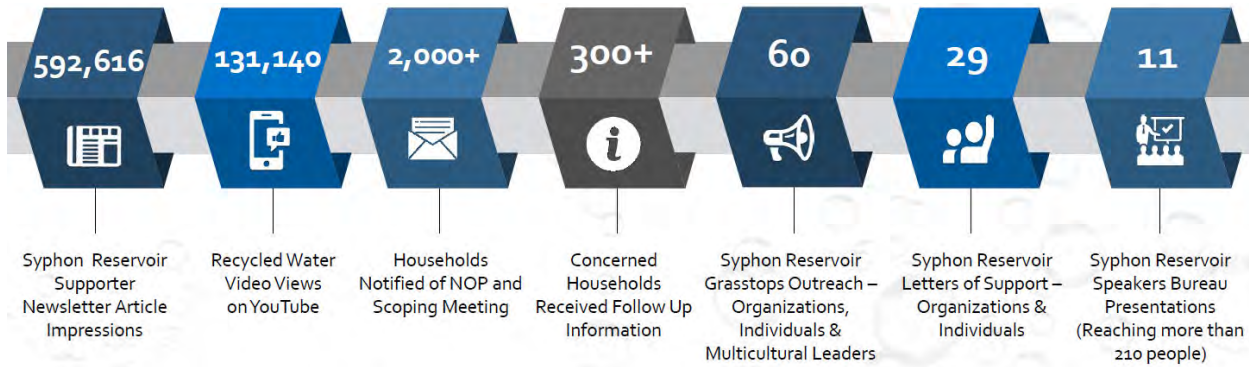 592,616
131,140
2,000+
300+
60
29
11
i
Syphon Reservoir
Supporter
Newsletter Article
Impressions
Recycled Water
Video Views
on YouTube
Households
Notified of NOP and
Scoping Meeting
Concerned
Households
Received Follow Up
Information
Syphon Reservoir
Grasstops Outreach –
Organizations,
Individuals &
Multicultural Leaders
Syphon Reservoir
Letters of Support –
Organizations &
Individuals
Syphon Reservoir
Speakers Bureau
Presentations
(Reaching more than
210 people)